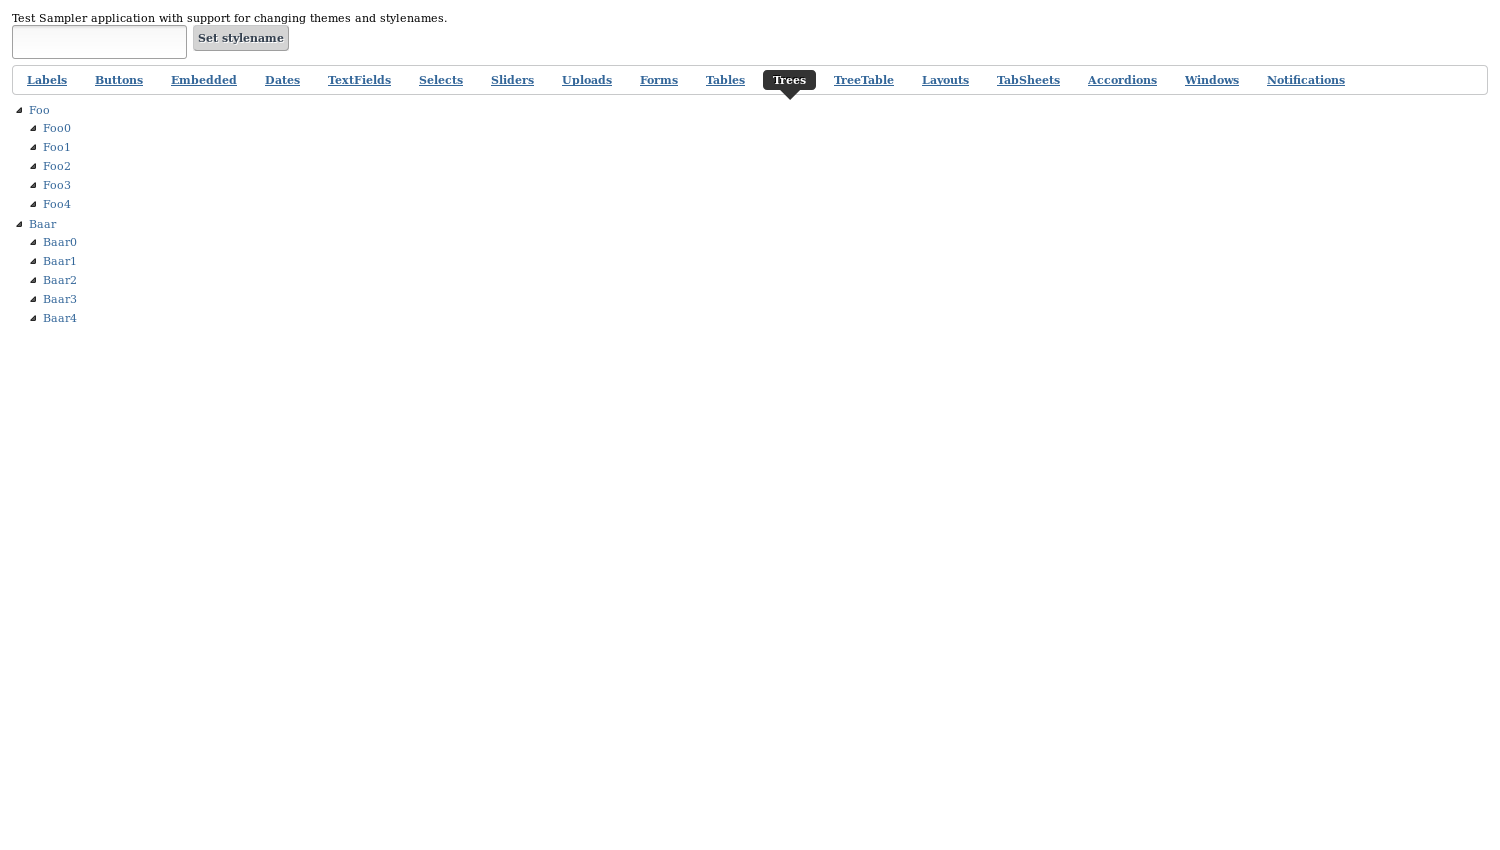 Test Sampler application with support for changing themes and stylenames.
Set stylename
Labels Buttons Embedded Dates TextFields Selects Sliders Uploads Forms Tables Trees TreeTable Layouts TabSheets Accordions Windows Notifications
Foo
Foo0
Foo1
Foo2
Foo3
Foo4
Baar
Baar0
Baar1
Baar2
Baar3
Baar4